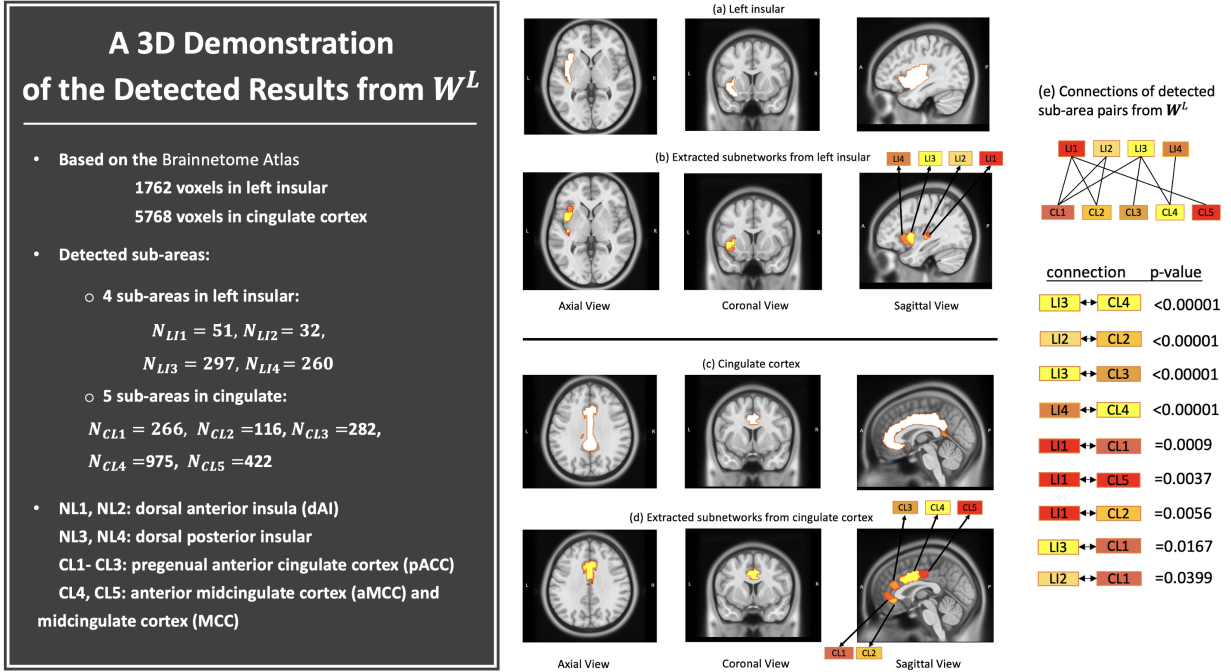 A 3D Demonstration
of the Detected Results from W^L
• Based on the Brainnetome Atlas
1762 voxels in left insular
5768 voxels in cingulate cortex
• Detected sub-areas:
○ 4 sub-areas in left insular:
N_LI1 = 51, N_LI2 = 32,
N_LI3 = 297, N_LI4 = 260
○ 5 sub-areas in cingulate:
N_CL1 = 266, N_CL2 =116, N_CL3 =282,
N_CL4 =975, N_CL5 =422
• NL1, NL2: dorsal anterior insula (dAI)
NL3, NL4: dorsal posterior insular
CL1- CL3: pregenual anterior cingulate cortex (pACC)
CL4, CL5: anterior midcingulate cortex (aMCC) and
midcingulate cortex (MCC)
(a) Left insular
L R L R A P
(b) Extracted subnetworks from left insular
LI4 LI3 LI2 LI1
L R L R A P
Axial View Coronal View Sagittal View
(c) Cingulate cortex
L R L R A P
(d) Extracted subnetworks from cingulate cortex
CL3 CL4 CL5
L R L R A P
CL1 CL2
Axial View Coronal View Sagittal View
(e) Connections of detected
sub-area pairs from W^L
LI1 LI2 LI3 LI4
CL1 CL2 CL3 CL4 CL5
connection p-value
LI3 CL4 <0.00001
LI2 CL2 <0.00001
LI3 CL3 <0.00001
LI4 CL4 <0.00001
LI1 CL1 =0.0009
LI1 CL5 =0.0037
LI1 CL2 =0.0056
LI3 CL1 =0.0167
LI2 CL1 =0.0399